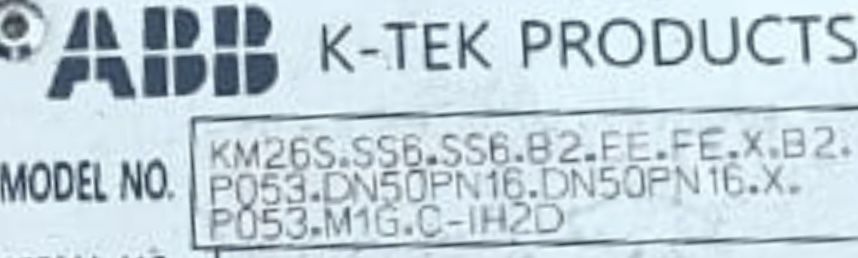 ABB K-TEK PRODUCTS
MODEL NO.
KM26S.SS6.SS6.B2.FE.FE.X.B2.
P053.DN50PN16.DN50PN16.X.
P053.M1G.C-IH2D